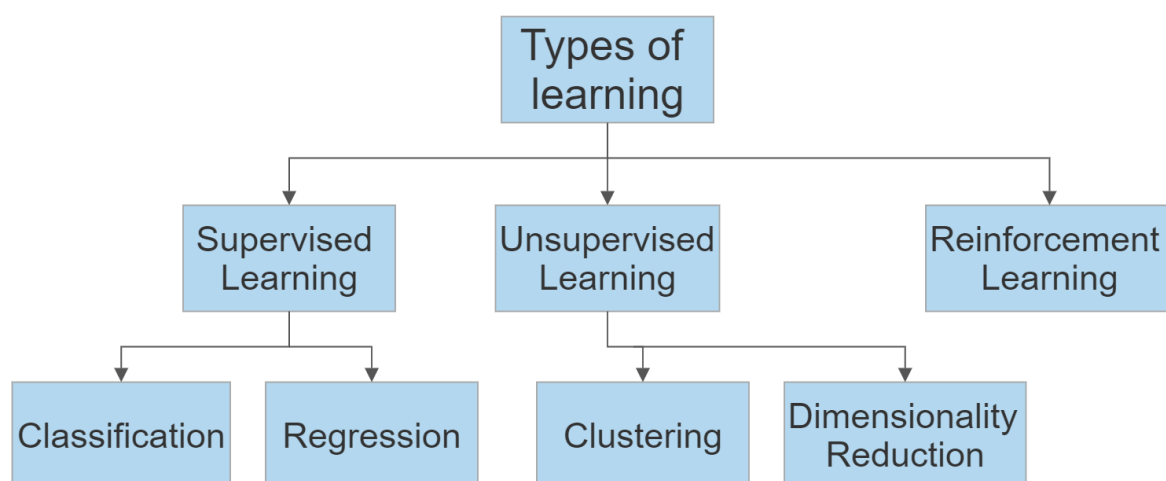 Types of
learning
Supervised
Learning
Unsupervised
Learning
Reinforcement
Learning
Classification
Regression
Clustering
Dimensionality
Reduction